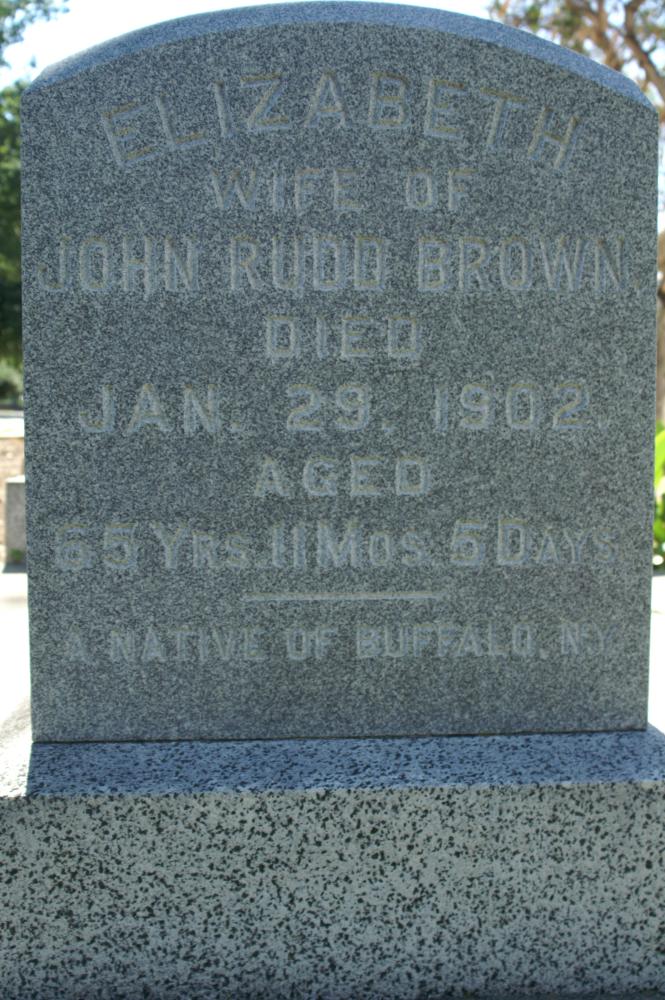 ELIZABETH
WIFE OF
JOHN RUDD BROWN.
DIED
JAN. 29. 1902.
AGED
65 YRS. 11 MOS. 5 DAYS.
A NATIVE OF BUFFALO, N.Y.